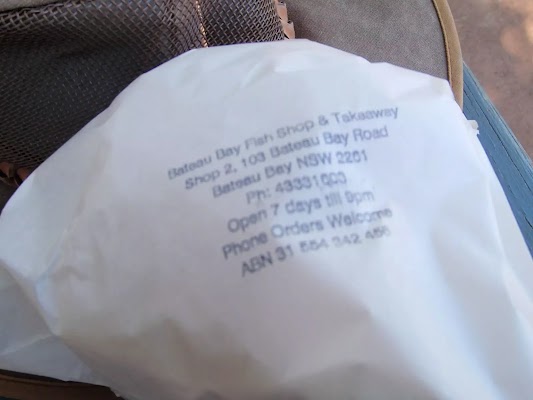 Bateau Bay Fish Shop & Takeaway
Shop 2, 103 Bateau Bay Road
Bateau Bay NSW 2261
Ph: 43331603
Open 7 days till 9pm
Phone Orders Welcome
ABN 31 554 342 456